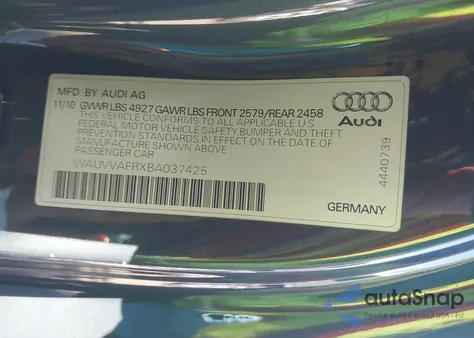 MFD. BY AUDI AG
11/10 GVWR LBS 4927 GAWR LBS FRONT 2579/REAR 2458
THIS VEHICLE CONFORMS TO ALL APPLICABLE U.S.
FEDERAL MOTOR VEHICLE SAFETY, BUMPER AND THEFT
PREVENTION STANDARDS IN EFFECT ON THE DATE OF
MANUFACTURE SHOWN ABOVE
PASSENGER CAR
WAUVVAFRXBA037425
Audi
4440739
GERMANY
autoSnap